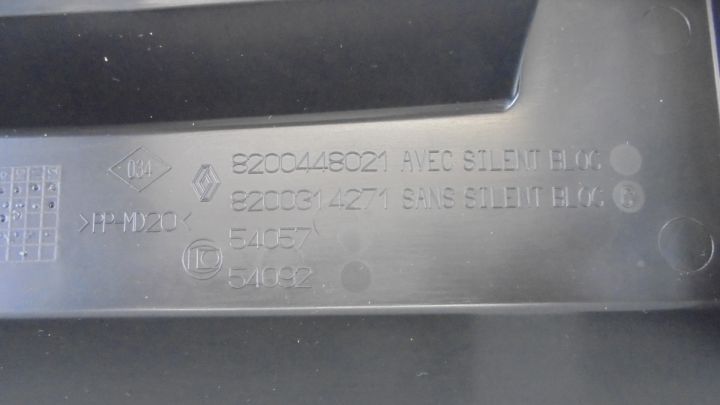 034
8200448021 AVEC SILENT BLOC
8200314271 SANS SILENT BLOC
>PP-MD20<
54057
54092